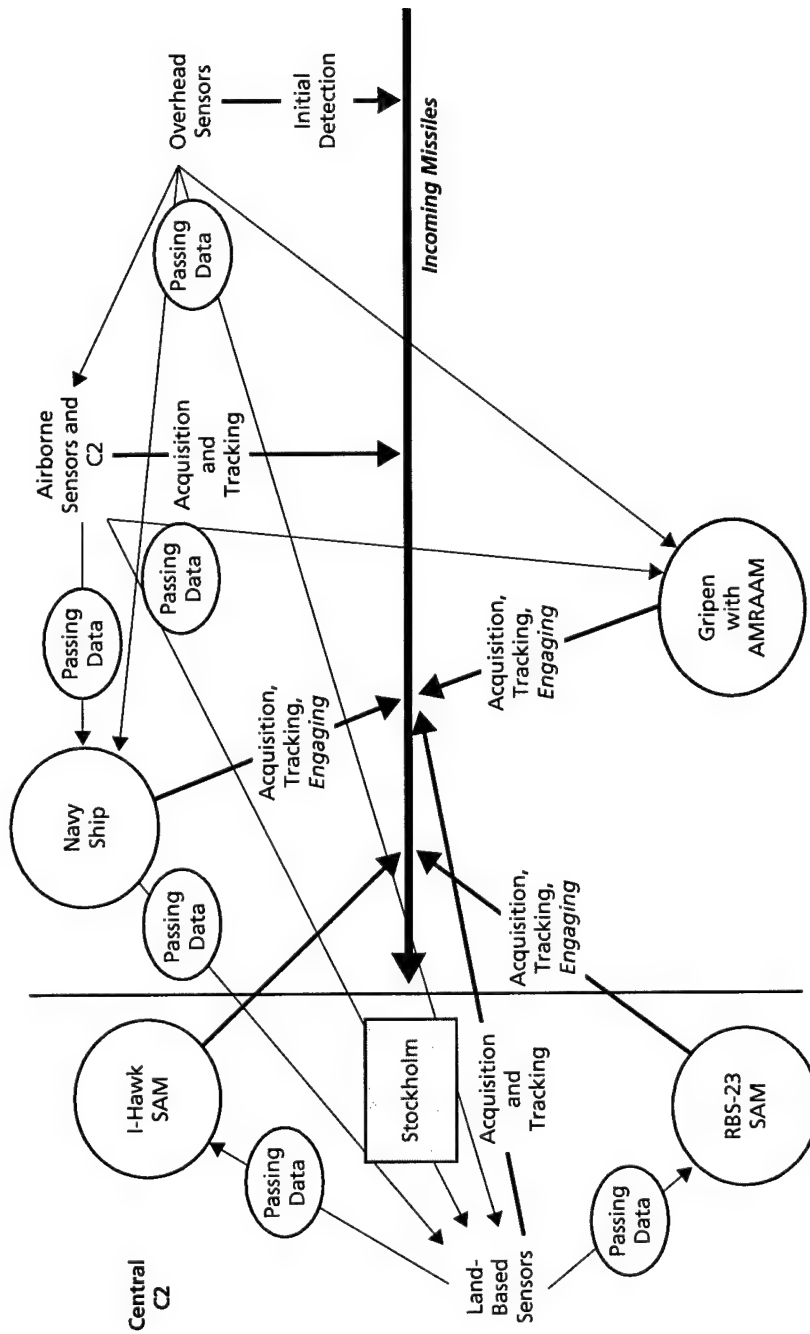 Central
C2
I-Hawk
SAM
Passing
Data
Land-
Based
Sensors
Passing
Data
RBS-23
SAM
Stockholm
Acquisition
and
Tracking
Navy
Ship
Passing
Data
Passing
Data
Acquisition,
Tracking,
Engaging
Acquisition,
Tracking,
Engaging
Acquisition,
Tracking,
Engaging
Gripen
with
AMRAAM
Airborne
Sensors and
C2
Acquisition
and
Tracking
Passing
Data
Passing
Data
Overhead
Sensors
Initial
Detection
Incoming Missiles